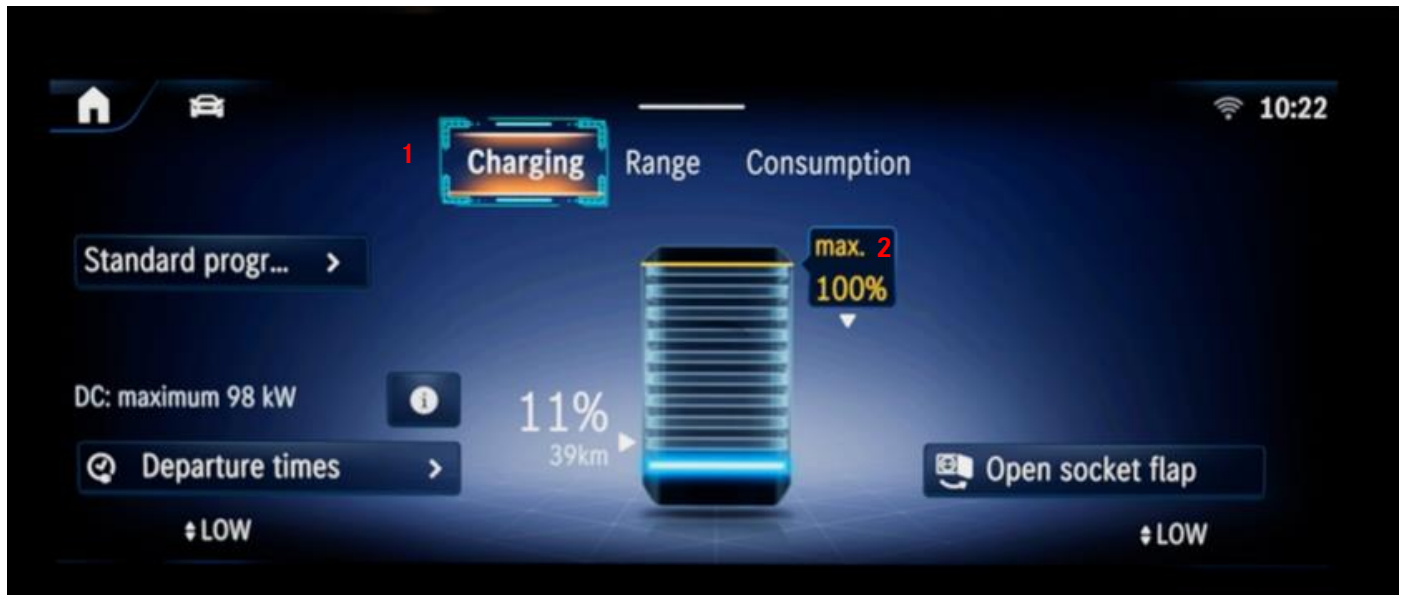 10:22
1
Charging Range Consumption
Standard progr...
max. 2
100%
DC: maximum 98 kW
11%
39km
Departure times
Open socket flap
LOW
LOW